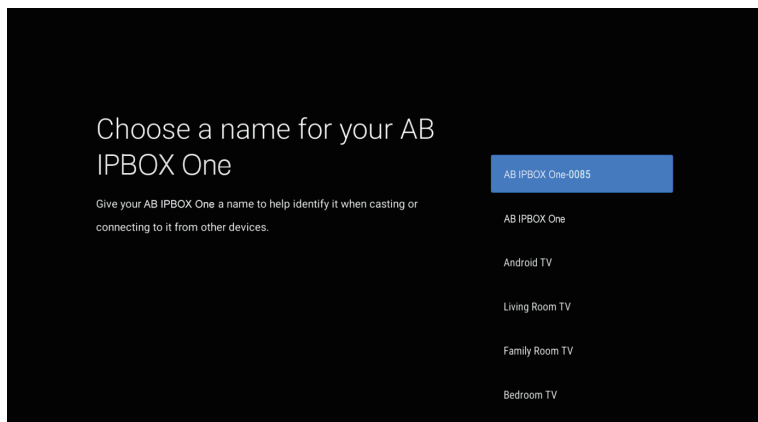 Choose a name for your AB
IPBOX One
Give your AB IPBOX One a name to help identify it when casting or
connecting to it from other devices.
AB IPBOX One-0085
AB IPBOX One
Android TV
Living Room TV
Family Room TV
Bedroom TV